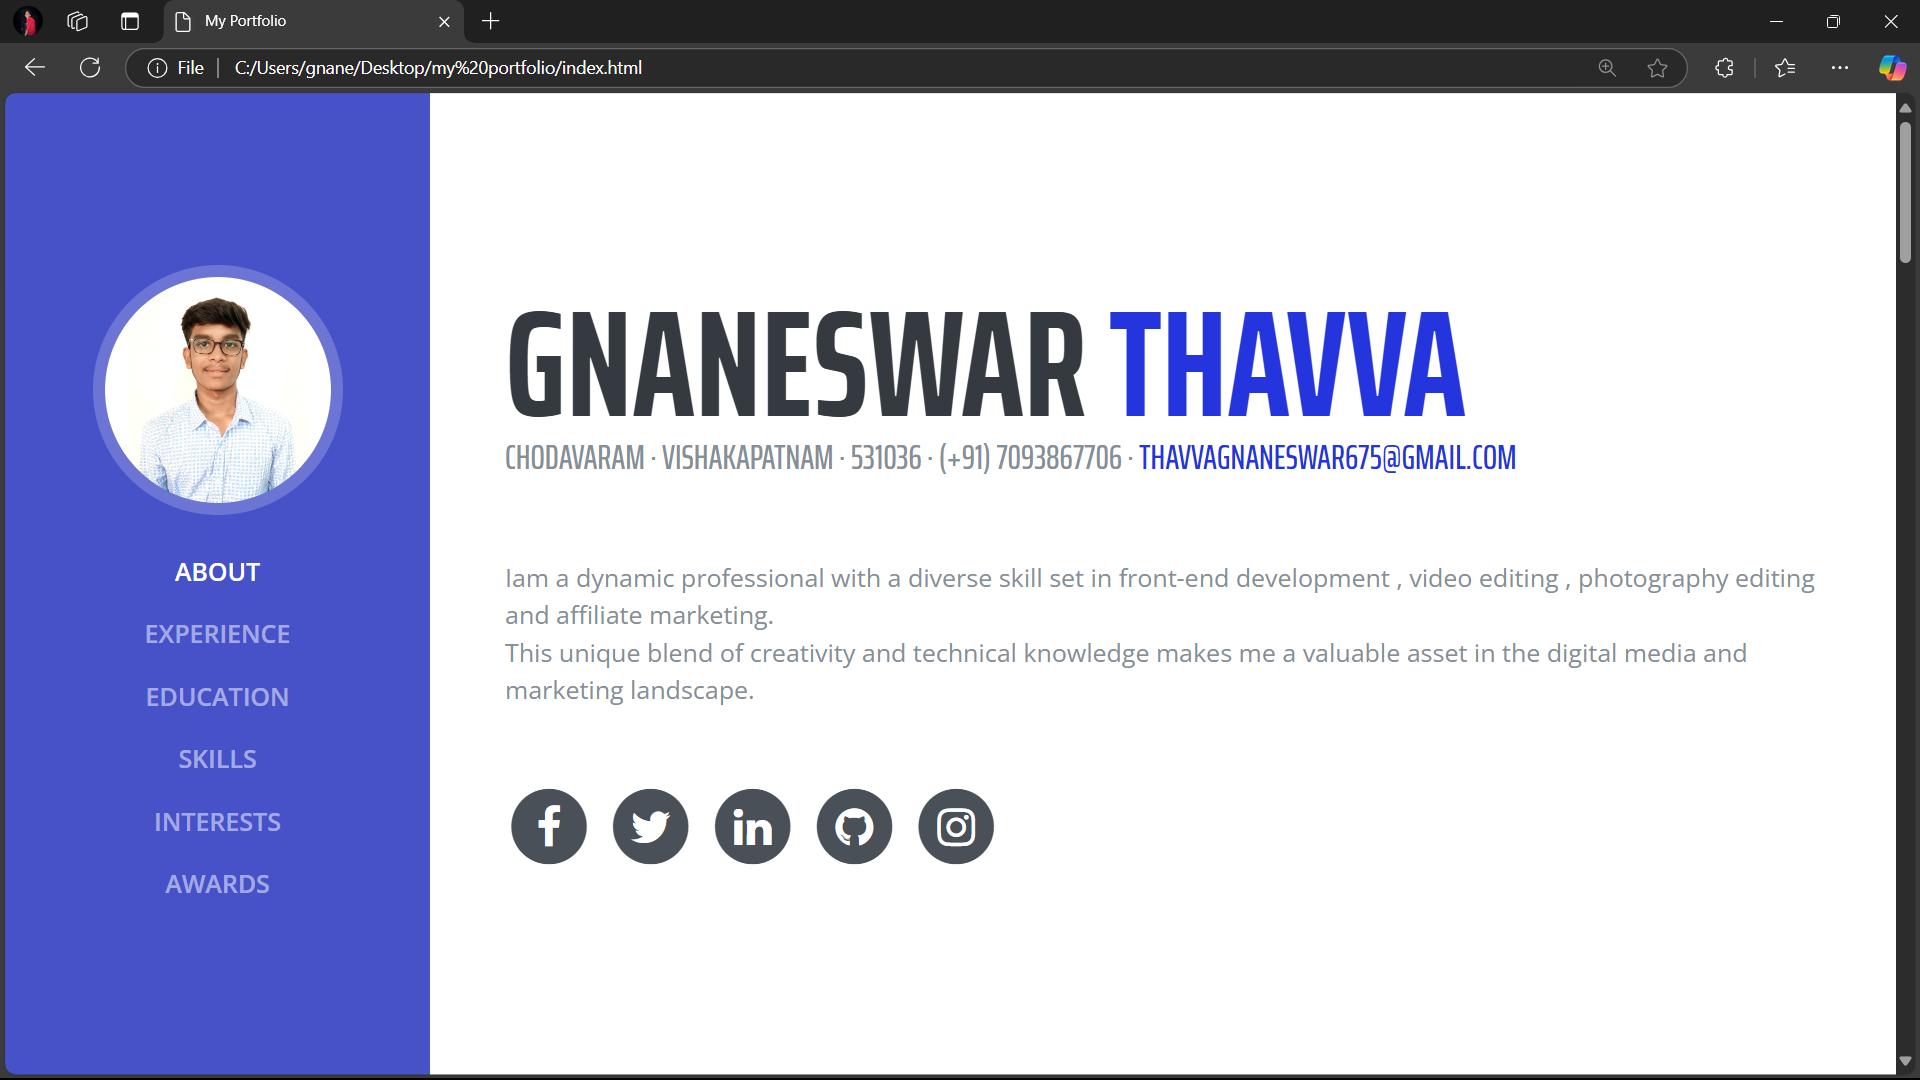 My Portfolio
File
C:/Users/gnane/Desktop/my%20portfolio/index.html
ABOUT
EXPERIENCE
EDUCATION
SKILLS
INTERESTS
AWARDS
GNANESWAR THAVVA
CHODAVARAM · VISHAKAPATNAM · 531036 · (+91) 7093867706 · THAVVAGNANESWAR675@GMAIL.COM
Iam a dynamic professional with a diverse skill set in front-end development , video editing , photography editing
and affiliate marketing.
This unique blend of creativity and technical knowledge makes me a valuable asset in the digital media and
marketing landscape.